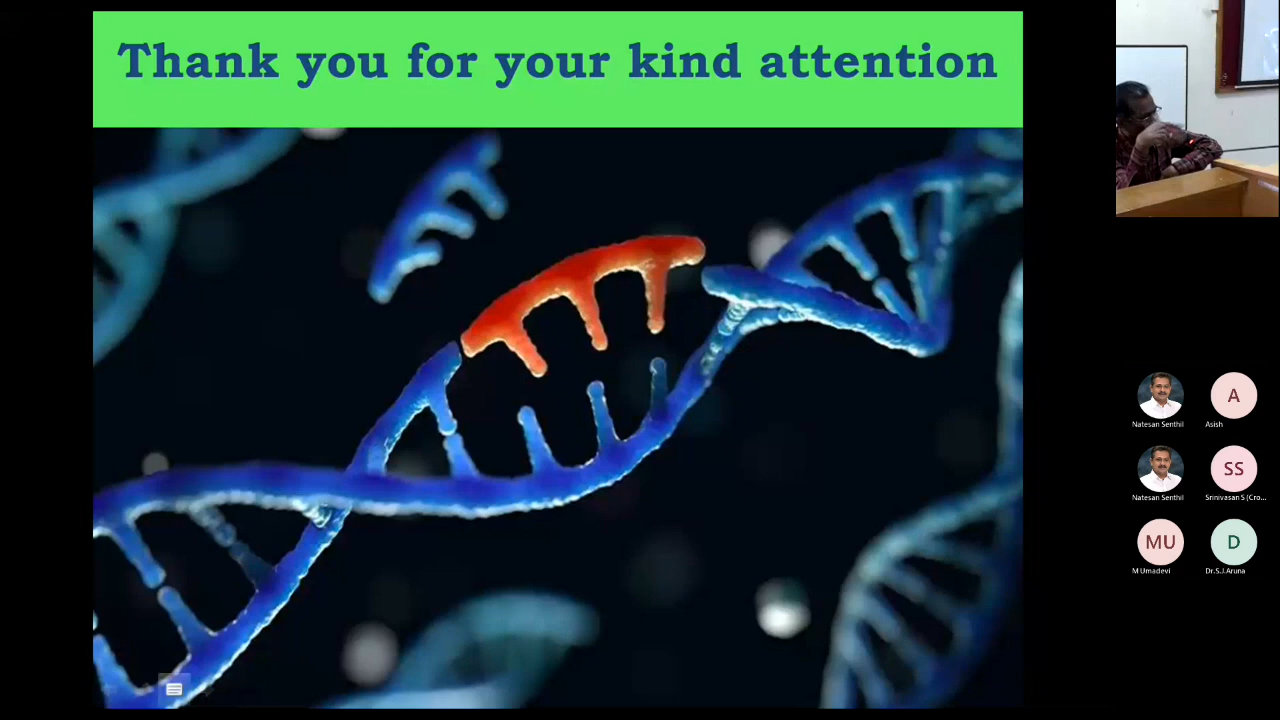 Thank you for your kind attention
Natesan Senthil
A
Asish
Natesan Senthil
SS
Srinivasan S (Cro...
MU
M Umadevi
D
Dr.S.J.Aruna